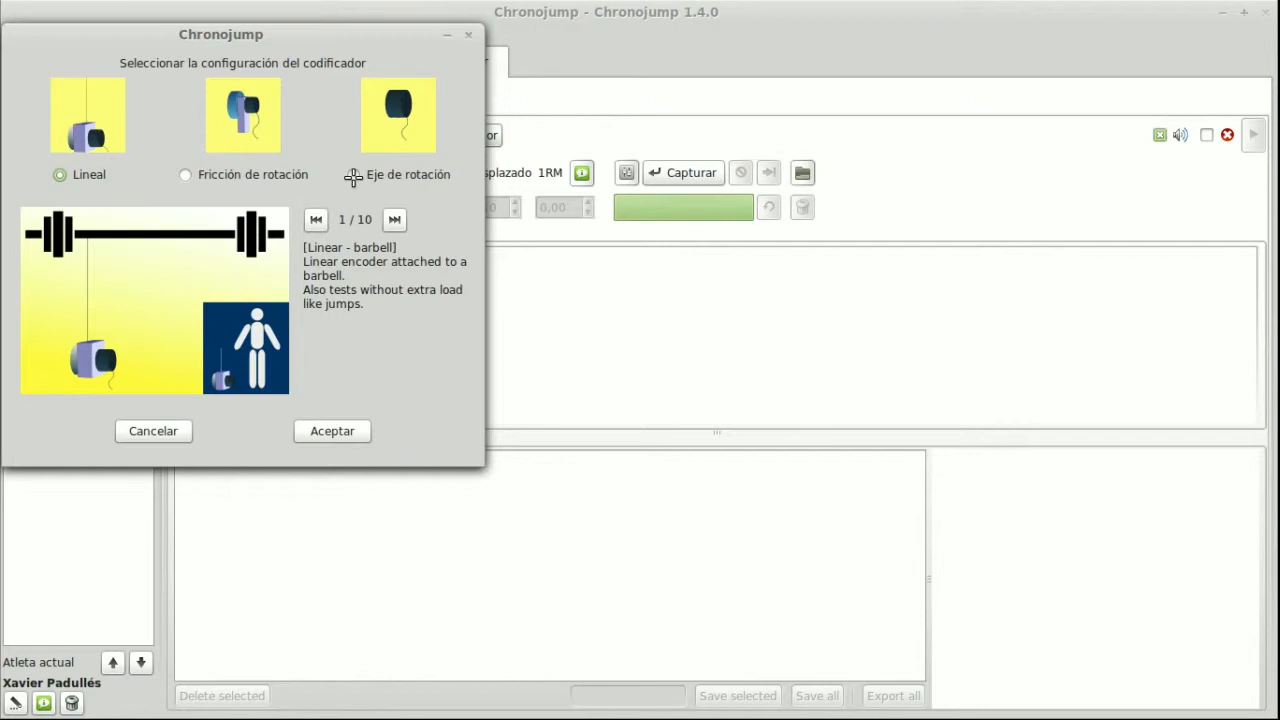 Chronojump - Chronojump 1.4.0
Chronojump
Seleccionar la configuración del codificador
Lineal
Fricción de rotación
Eje de rotación
1 / 10
[Linear - barbell]
Linear encoder attached to a
barbell.
Also tests without extra load
like jumps.
Cancelar
Aceptar
or
splazado 1RM
Capturar
0
0,00
Atleta actual
Xavier Padullés
Delete selected
Save selected
Save all
Export all